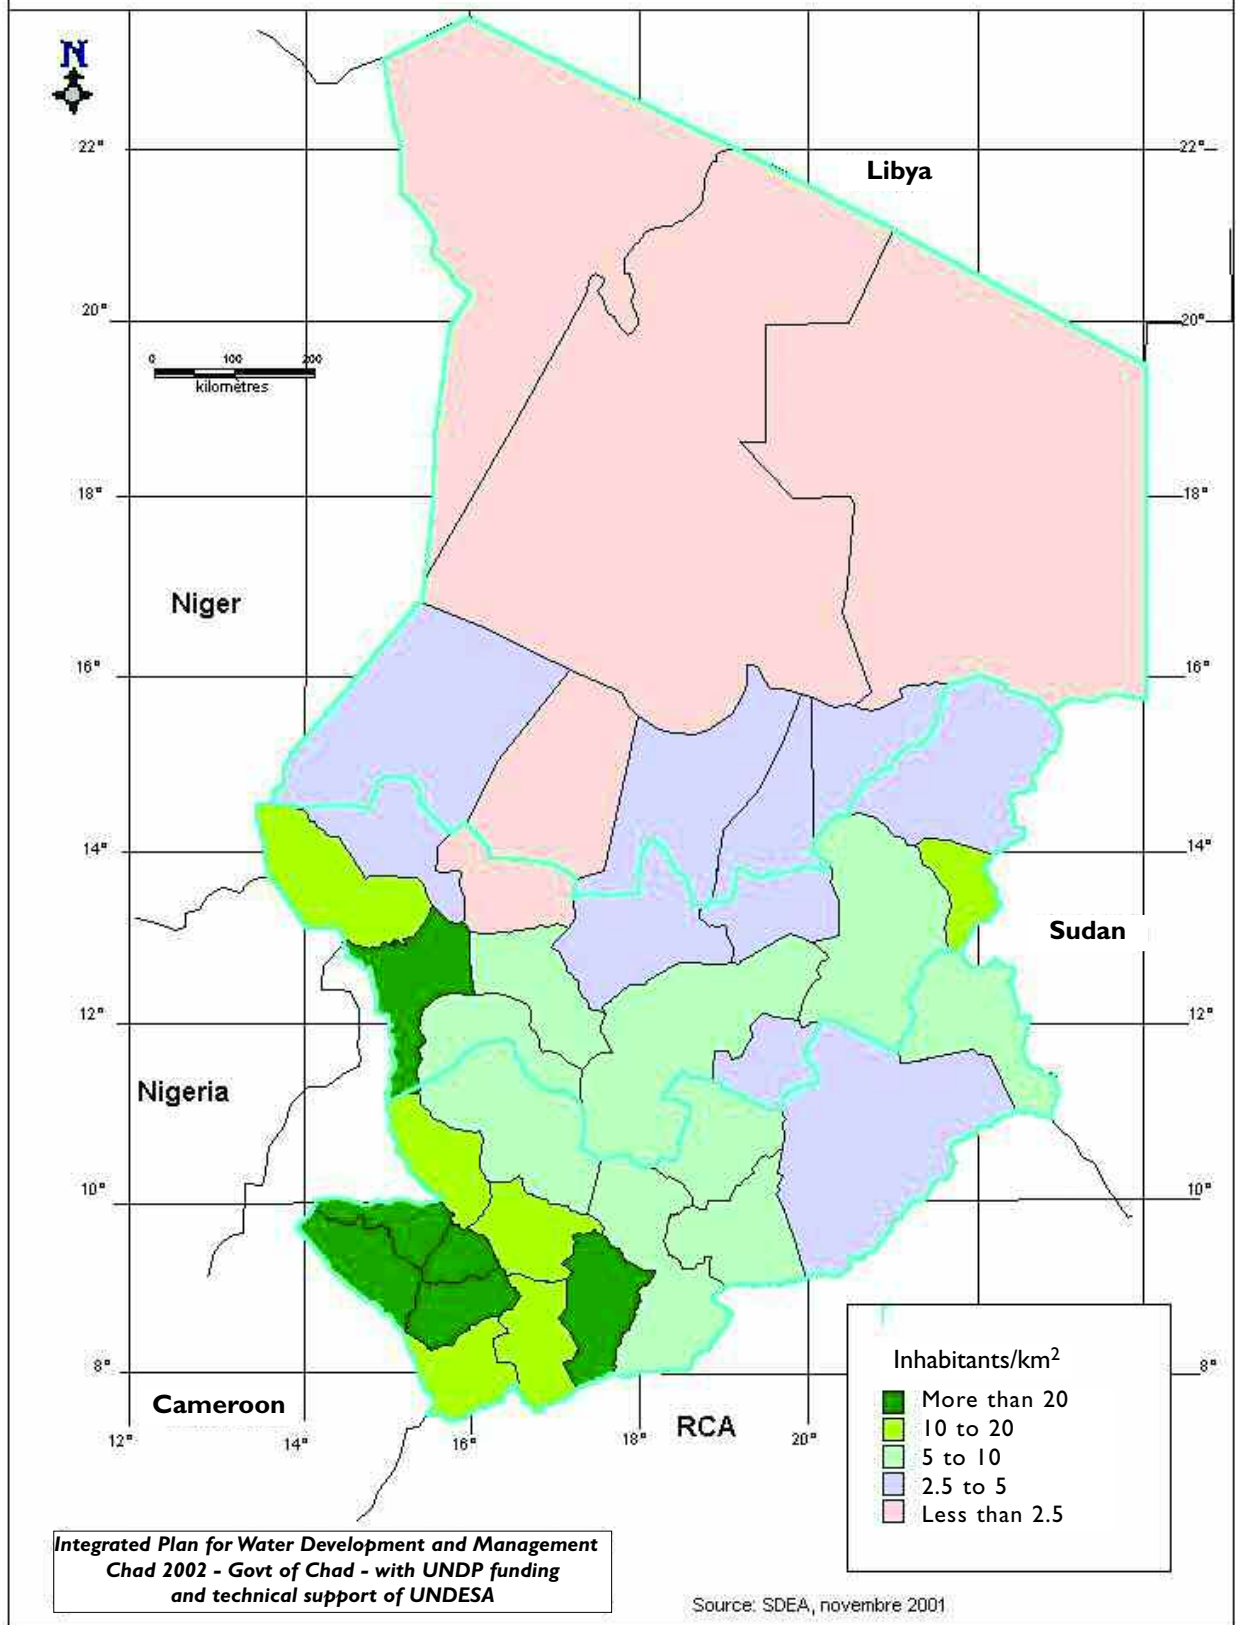 N
22°
22°
Libya
20°
20°
0 100 200
kilomètres
18°
18°
Niger
16°
16°
14°
14°
Sudan
12°
12°
Nigeria
10°
10°
8°
8°
Cameroon
RCA
12° 14° 16° 18° 20°
Inhabitants/km²
More than 20
10 to 20
5 to 10
2.5 to 5
Less than 2.5
Integrated Plan for Water Development and Management
Chad 2002 - Govt of Chad - with UNDP funding
and technical support of UNDESA
Source: SDEA, novembre 2001